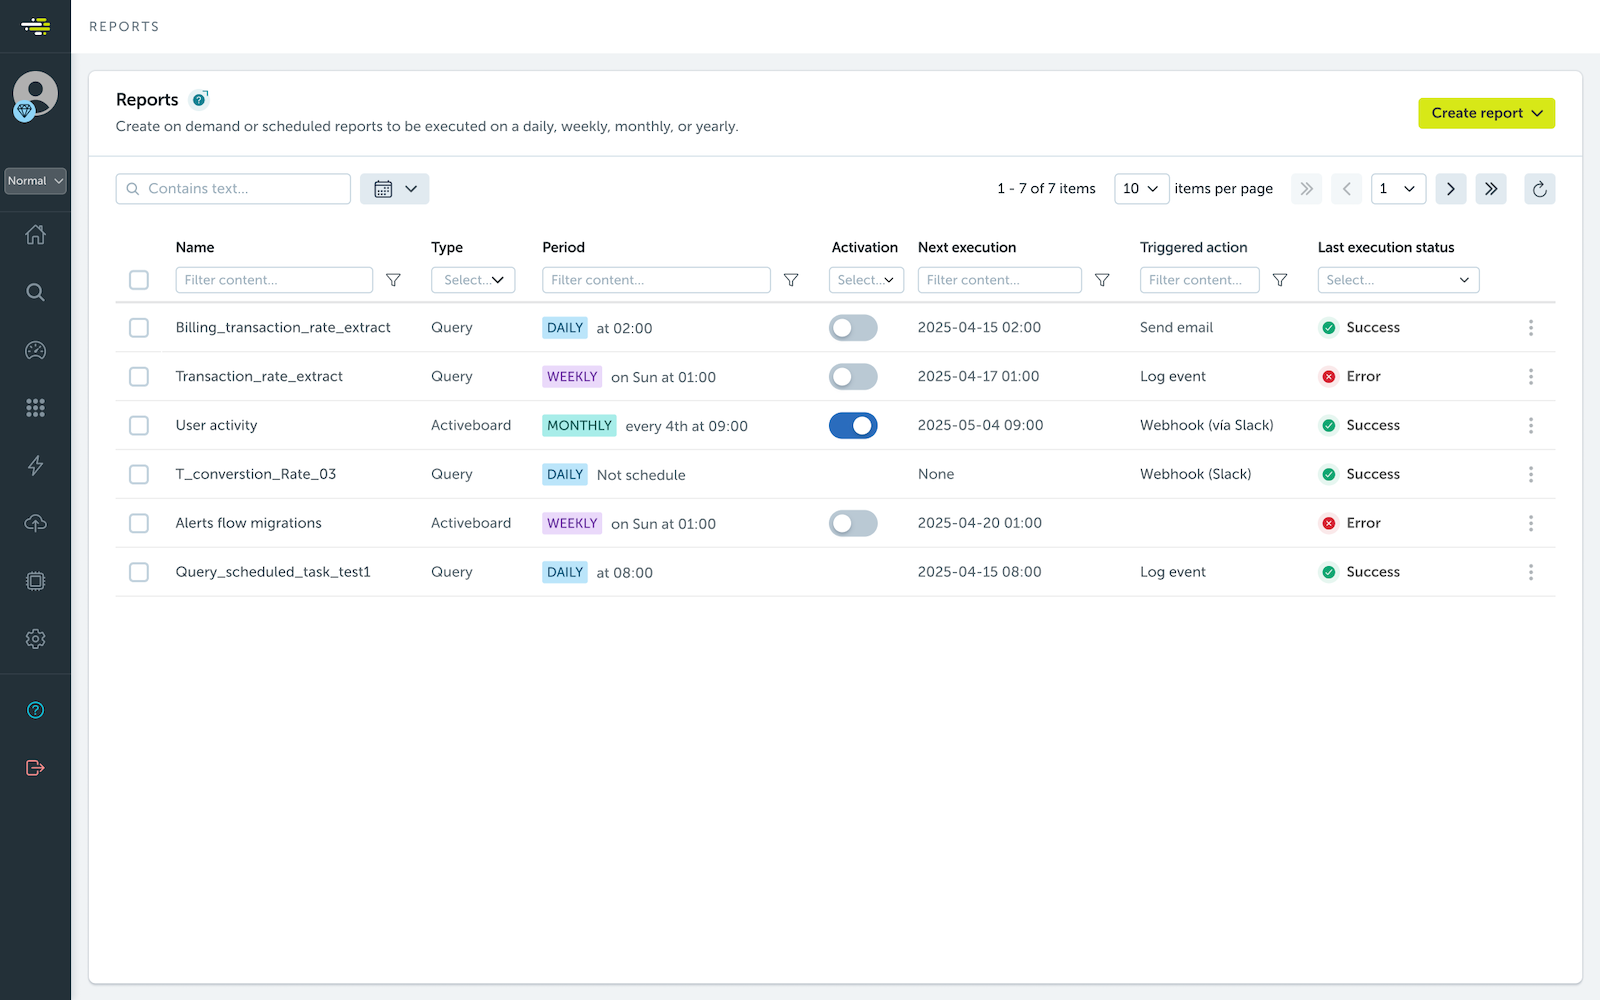 REPORTS
Normal
Reports ?
Create on demand or scheduled reports to be executed on a daily, weekly, monthly, or yearly.
Create report
Contains text...
1 - 7 of 7 items 10 items per page 1
Name Type Period Activation Next execution Triggered action Last execution status
Filter content... Select... Filter content... Select... Filter content... Filter content... Select...
Billing_transaction_rate_extract Query DAILY at 02:00 2025-04-15 02:00 Send email Success
Transaction_rate_extract Query WEEKLY on Sun at 01:00 2025-04-17 01:00 Log event Error
User activity Activeboard MONTHLY every 4th at 09:00 2025-05-04 09:00 Webhook (via Slack) Success
T_converstion_Rate_03 Query DAILY Not schedule None Webhook (Slack) Success
Alerts flow migrations Activeboard WEEKLY on Sun at 01:00 2025-04-20 01:00 Error
Query_scheduled_task_test1 Query DAILY at 08:00 2025-04-15 08:00 Log event Success
?